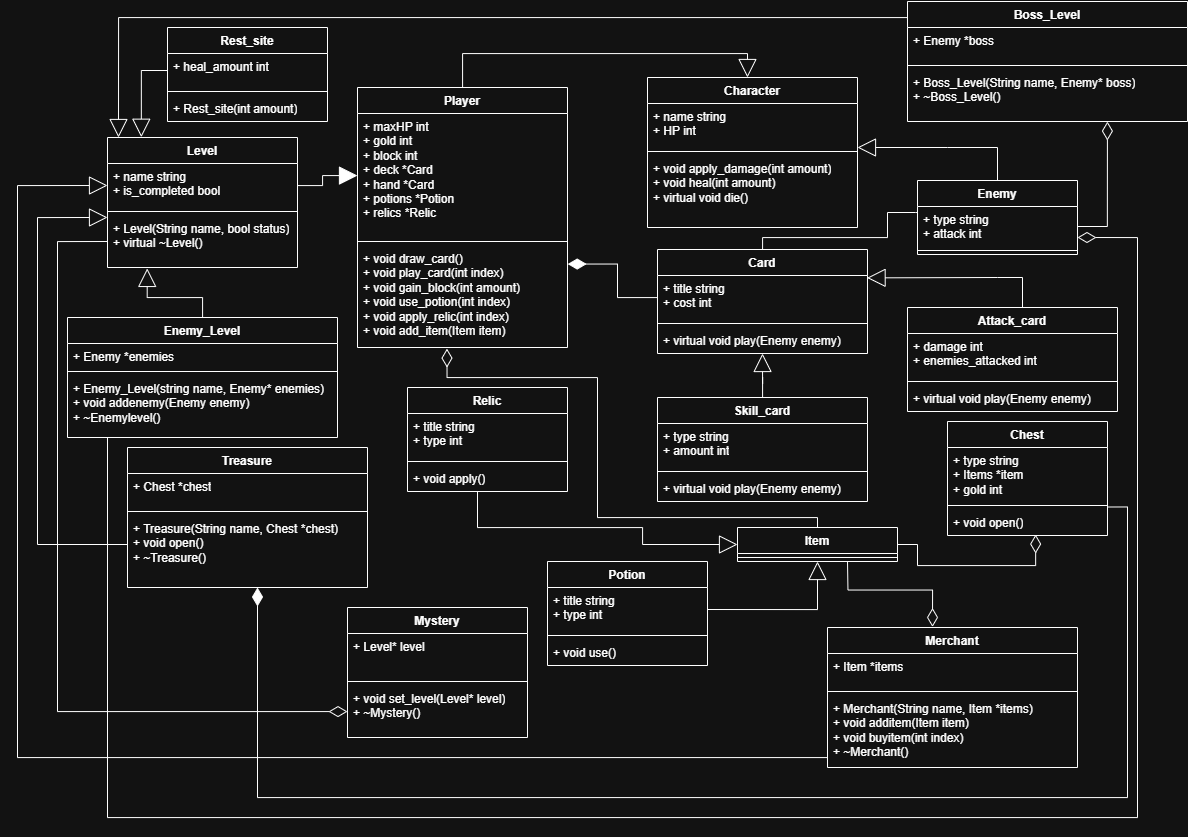 Boss_Level
+ Enemy *boss
+ Boss_Level(String name, Enemy* boss)
+ ~Boss_Level()
Rest_site
+ heal_amount int
+ Rest_site(int amount)
Player
+ maxHP int
+ gold int
+ block int
+ deck *Card
+ hand *Card
+ potions *Potion
+ relics *Relic
+ void draw_card()
+ void play_card(int index)
+ void gain_block(int amount)
+ void use_potion(int index)
+ void apply_relic(int index)
+ void add_item(Item item)
Character
+ name string
+ HP int
+ void apply_damage(int amount)
+ void heal(int amount)
+ virtual void die()
Level
+ name string
+ is_completed bool
+ Level(String name, bool status)
+ virtual ~Level()
Enemy
+ type string
+ attack int
Card
+ title string
+ cost int
+ virtual void play(Enemy enemy)
Attack_card
+ damage int
+ enemies_attacked int
+ virtual void play(Enemy enemy)
Enemy_Level
+ Enemy *enemies
+ Enemy_Level(string name, Enemy* enemies)
+ void addenemy(Enemy enemy)
+ ~Enemylevel()
Relic
+ title string
+ type int
+ void apply()
Skill_card
+ type string
+ amount int
+ virtual void play(Enemy enemy)
Chest
+ type string
+ Items *item
+ gold int
+ void open()
Treasure
+ Chest *chest
+ Treasure(String name, Chest *chest)
+ void open()
+ ~Treasure()
Item
Potion
+ title string
+ type int
+ void use()
Mystery
+ Level* level
+ void set_level(Level* level)
+ ~Mystery()
Merchant
+ Item *items
+ Merchant(String name, Item *items)
+ void additem(Item item)
+ void buyitem(int index)
+ ~Merchant()